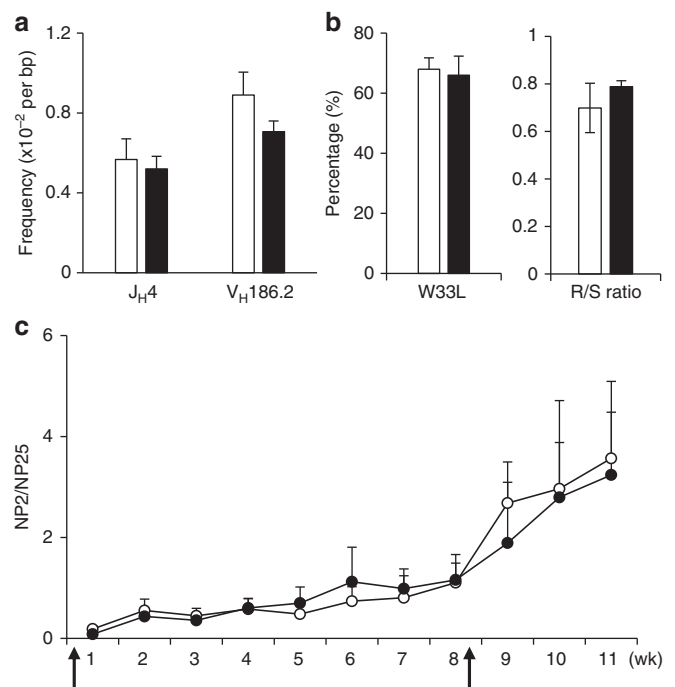 a
Frequency (x10⁻² per bp)
1.2
0.8
0.4
0
J_H4
V_H186.2
b
Percentage (%)
80
60
40
20
0
W33L
1
0.8
0.6
0.4
0.2
0
R/S ratio
c
NP2/NP25
6
4
2
0
1 2 3 4 5 6 7 8 9 10 11 (wk)